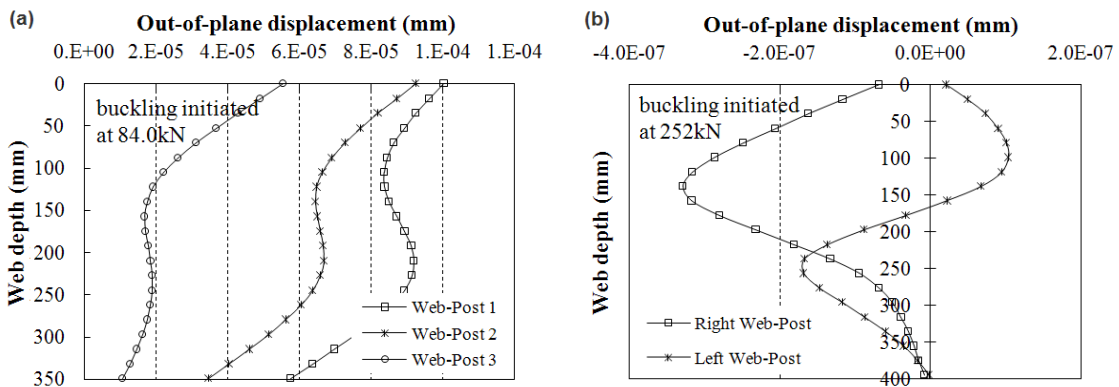 (a)
Out-of-plane displacement (mm)
0.E+00 2.E-05 4.E-05 6.E-05 8.E-05 1.E-04 1.E-04
0
50
100
150
200
250
300
350
Web depth (mm)
buckling initiated
at 84.0kN
Web-Post 1
Web-Post 2
Web-Post 3
(b)
Out-of-plane displacement (mm)
-4.E-07 -2.E-07 0.E+00 2.E-07
0
50
100
150
200
250
300
350
400
Web depth (mm)
buckling initiated
at 252kN
Right Web-Post
Left Web-Post